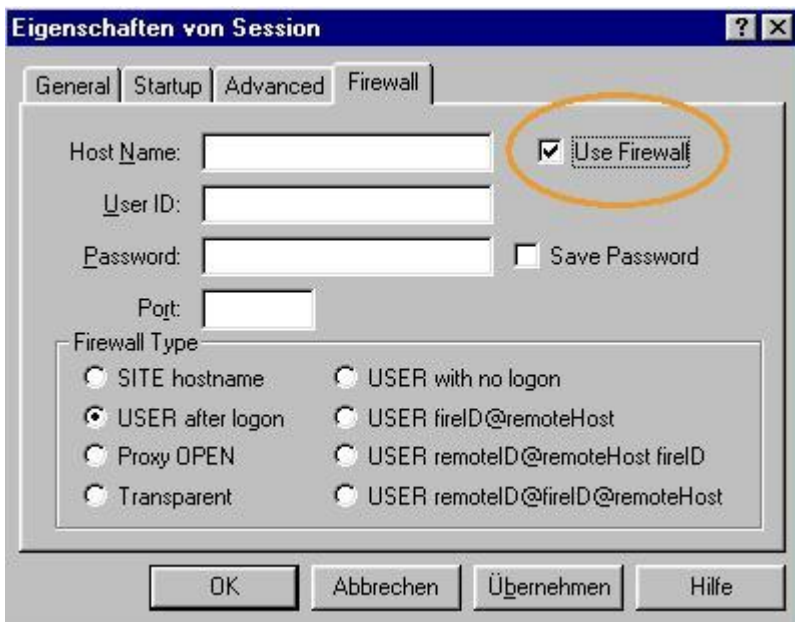 Eigenschaften von Session
General Startup Advanced Firewall
Host Name: Use Firewall
User ID:
Password: Save Password
Port:
Firewall Type
SITE hostname USER with no logon
USER after logon USER fireID@remoteHost
Proxy OPEN USER remoteID@remoteHost fireID
Transparent USER remoteID@fireID@remoteHost
OK Abbrechen Übernehmen Hilfe